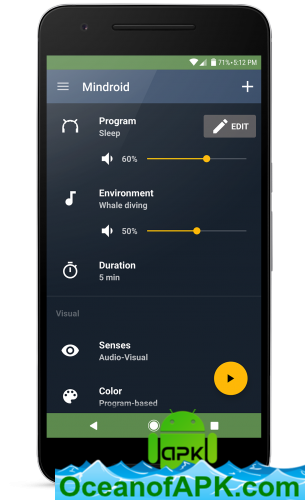 71% 5:12 PM
Mindroid
Program
Sleep
EDIT
60%
Environment
Whale diving
50%
Duration
5 min
Visual
Senses
Audio-Visual
Color
Program-based
apk
OceanofAPK.com